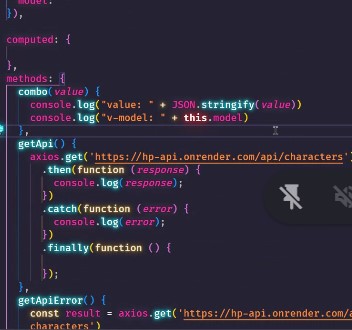 model:
}),
computed: {
},
methods: {
combo(value) {
console.log("value: " + JSON.stringify(value))
console.log("v-model: " + this.model)
},
getApi() {
axios.get('https://hp-api.onrender.com/api/characters'
.then(function (response) {
console.log(response);
})
.catch(function (error) {
console.log(error);
})
.finally(function () {
});
},
getApiError() {
const result = axios.get('https://hp-api.onrender.com/a
characters')